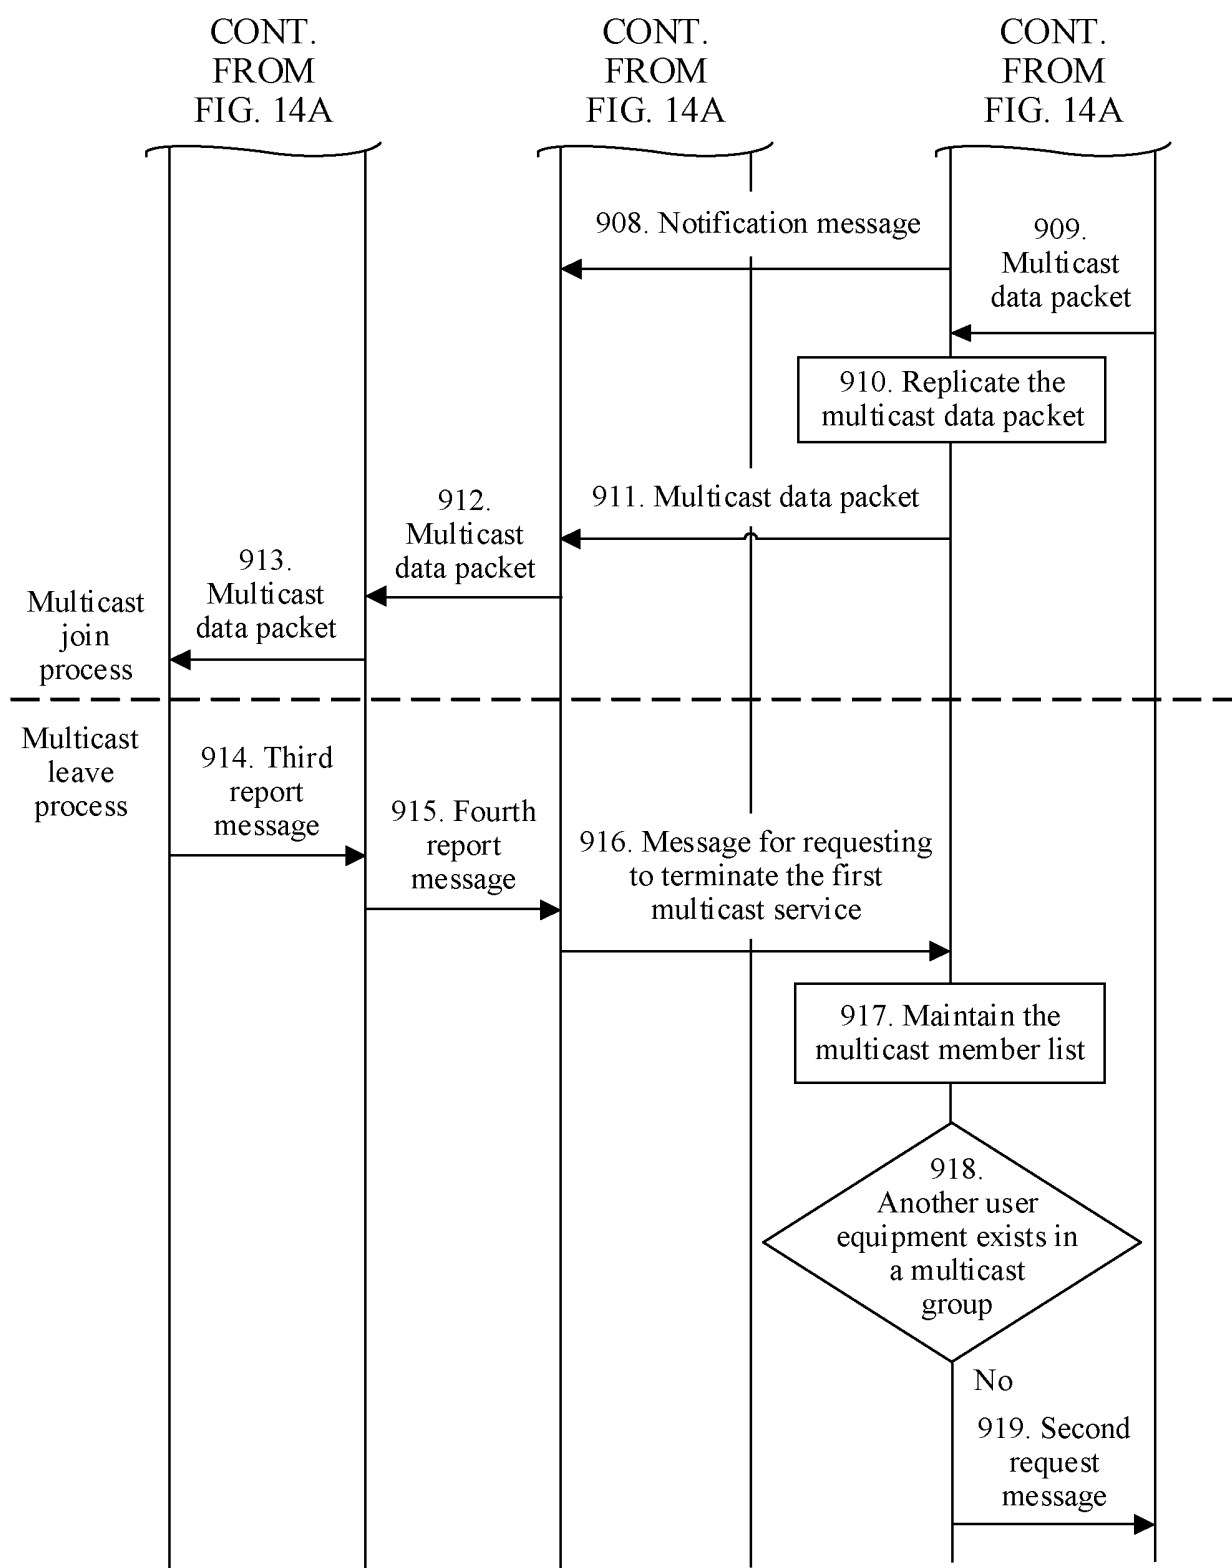 CONT.
FROM
FIG. 14A
CONT.
FROM
FIG. 14A
CONT.
FROM
FIG. 14A
908. Notification message
909.
Multicast
data packet
910. Replicate the
multicast data packet
911. Multicast data packet
912.
Multicast
data packet
913.
Multicast
data packet
Multicast
join
process
Multicast
leave
process
914. Third
report
message
915. Fourth
report
message
916. Message for requesting
to terminate the first
multicast service
917. Maintain the
multicast member list
918.
Another user
equipment exists in
a multicast
group
No
919. Second
request
message